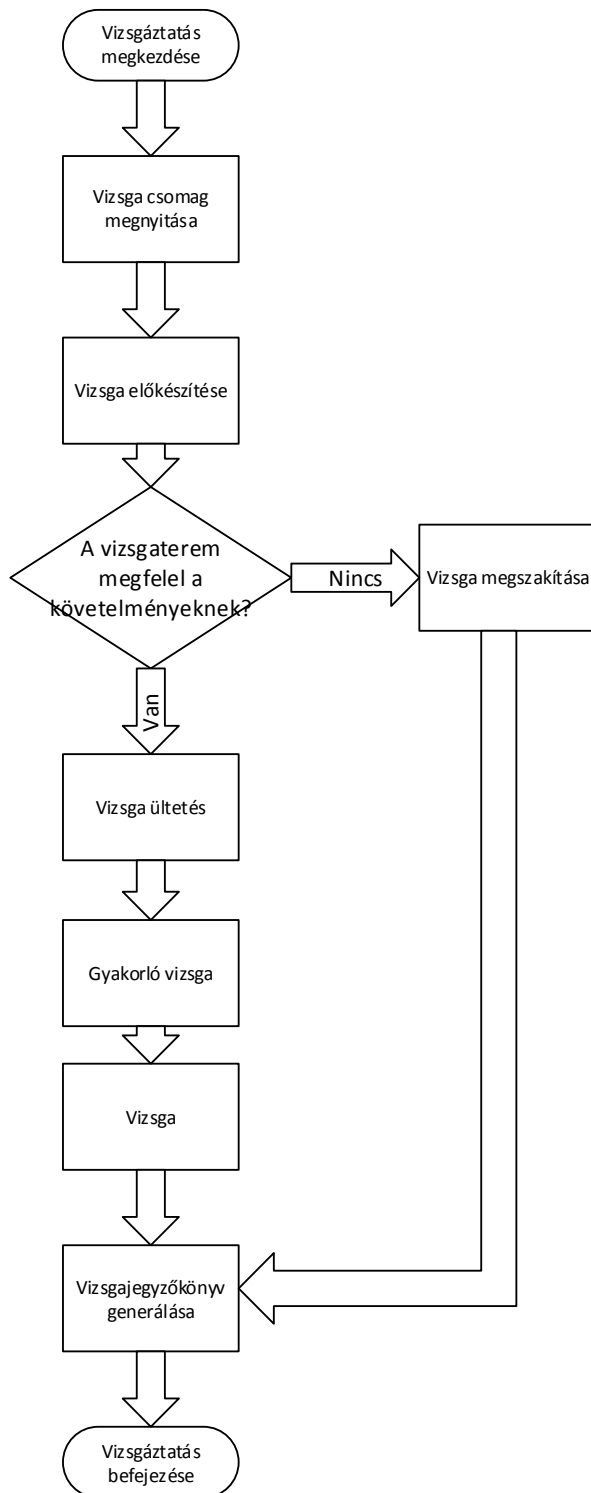 Vizsgáztatás
megkezdése
Vizsga csomag
megnyitása
Vizsga előkészítése
A vizsgaterem
megfelel a
követelményeknek?
Nincs
Vizsga megszakítása
Van
Vizsga ültetés
Gyakorló vizsga
Vizsga
Vizsgajegyzőkönyv
generálása
Vizsgáztatás
befejezése